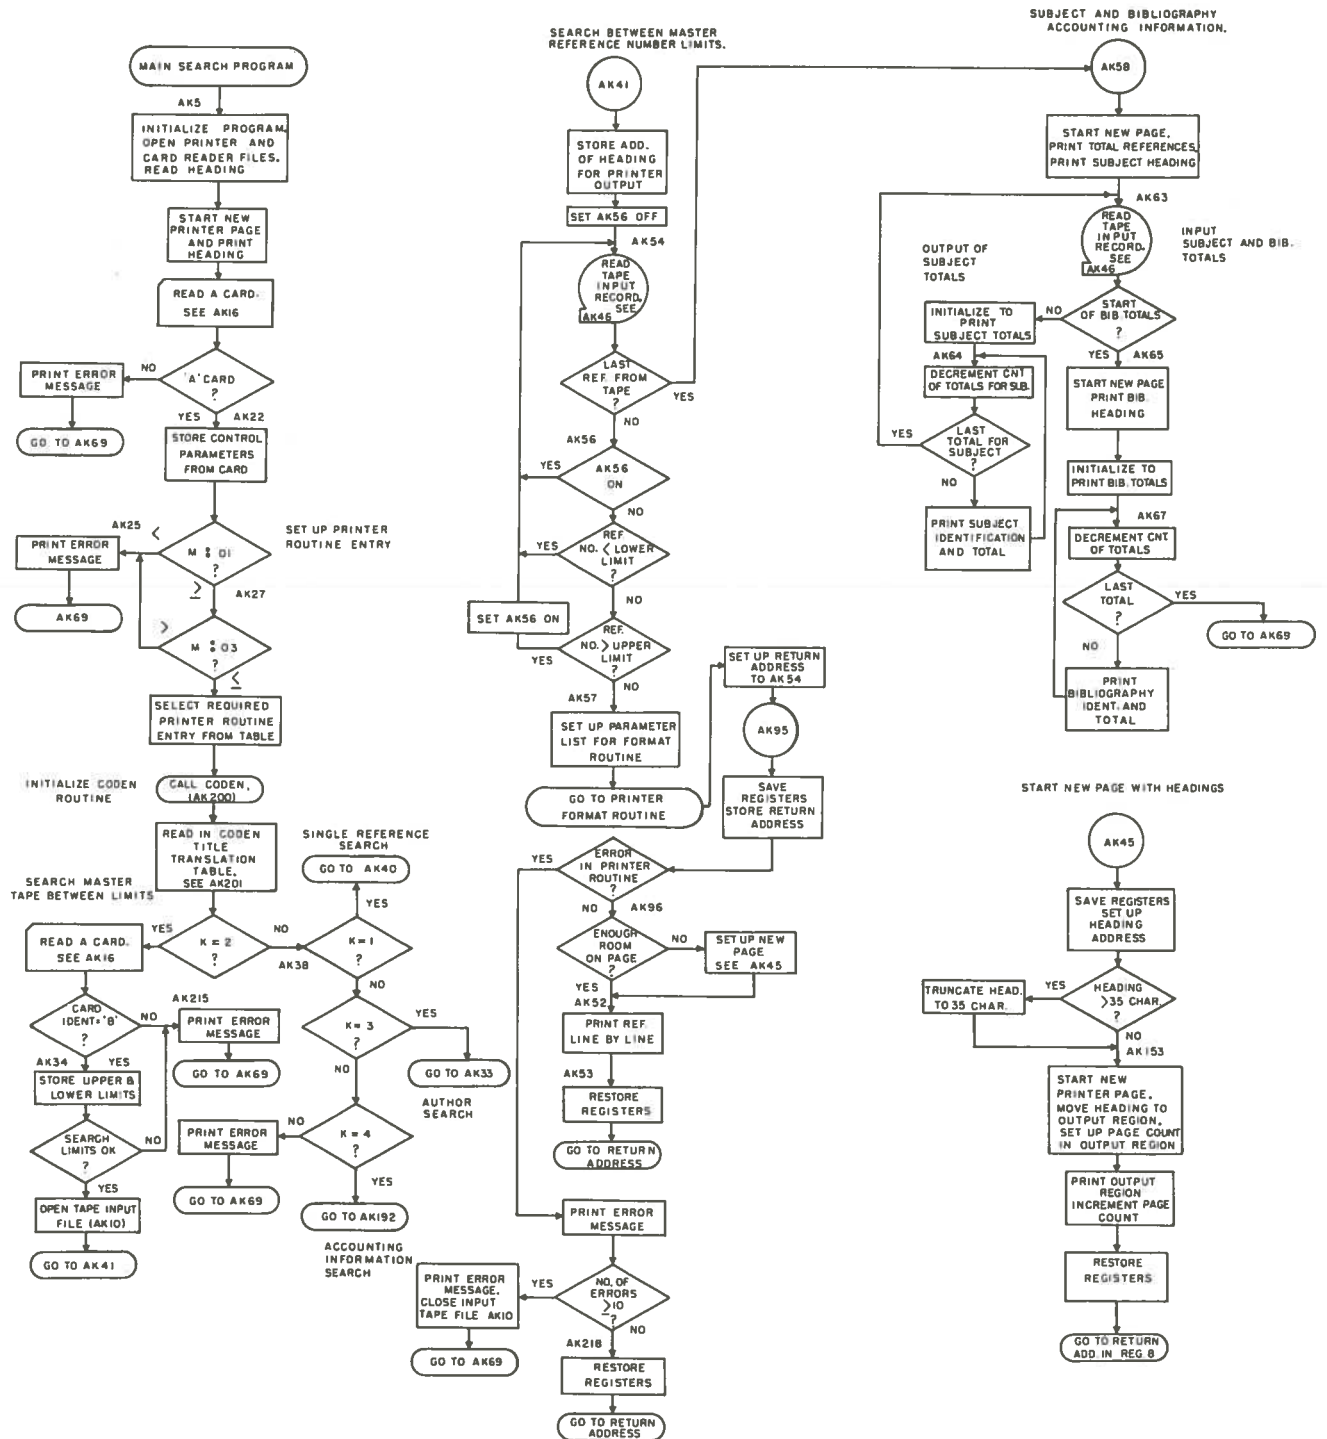 MAIN SEARCH PROGRAM
AK5
INITIALIZE PROGRAM.
OPEN PRINTER AND
CARD READER FILES.
READ HEADING
START NEW
PRINTER PAGE
AND PRINT
HEADING
READ A CARD.
SEE AK16
'A' CARD
?
NO
PRINT ERROR
MESSAGE
GO TO AK69
YES
AK22
STORE CONTROL
PARAMETERS
FROM CARD
AK25
<
SET UP PRINTER
ROUTINE ENTRY
M : 01
?
PRINT ERROR
MESSAGE
AK69
≥
AK27
>
M : 03
?
≤
SELECT REQUIRED
PRINTER ROUTINE
ENTRY FROM TABLE
INITIALIZE CODEN
ROUTINE
CALL CODEN,
(AK200)
READ IN CODEN
TITLE
TRANSLATION
TABLE.
SEE AK201
SINGLE REFERENCE
SEARCH
GO TO AK40
YES
SEARCH MASTER
TAPE BETWEEN LIMITS
READ A CARD.
SEE AK16
YES
K = 2
?
NO
AK38
K = 1
?
NO
CARD
IDENT='B'
?
NO
AK215
PRINT ERROR
MESSAGE
GO TO AK69
K = 3
?
YES
GO TO AK33
AUTHOR
SEARCH
AK34
YES
STORE UPPER &
LOWER LIMITS
SEARCH
LIMITS OK
?
NO
YES
OPEN TAPE INPUT
FILE (AK10)
GO TO AK41
NO
K = 4
?
NO
PRINT ERROR
MESSAGE
GO TO AK69
YES
GO TO AK192
ACCOUNTING
INFORMATION
SEARCH
SEARCH BETWEEN MASTER
REFERENCE NUMBER LIMITS.
AK41
STORE ADD.
OF HEADING
FOR PRINTER
OUTPUT
SET AK56 OFF
AK54
READ
TAPE
INPUT
RECORD.
SEE
AK46
LAST
REF. FROM
TAPE
?
YES
NO
AK56
AK56
ON
YES
NO
REF.
NO. < LOWER
LIMIT
?
YES
NO
SET AK56 ON
REF.
NO. > UPPER
LIMIT
?
YES
NO
AK57
SET UP PARAMETER
LIST FOR FORMAT
ROUTINE
GO TO PRINTER
FORMAT ROUTINE
SET UP RETURN
ADDRESS
TO AK54
AK95
SAVE
REGISTERS
STORE RETURN
ADDRESS
ERROR
IN PRINTER
ROUTINE
?
YES
NO
AK96
ENOUGH
ROOM
ON PAGE
?
NO
SET UP NEW
PAGE
SEE AK45
YES
AK52
PRINT REF.
LINE BY LINE
AK53
RESTORE
REGISTERS
GO TO RETURN
ADDRESS
PRINT ERROR
MESSAGE
NO. OF
ERRORS
≥10
?
YES
PRINT ERROR
MESSAGE.
CLOSE INPUT
TAPE FILE AK10
GO TO AK69
NO
AK218
RESTORE
REGISTERS
GO TO RETURN
ADDRESS
SUBJECT AND BIBLIOGRAPHY
ACCOUNTING INFORMATION.
AK58
START NEW PAGE.
PRINT TOTAL REFERENCES
PRINT SUBJECT HEADING
AK63
READ
TAPE
INPUT
RECORD.
SEE
AK46
INPUT
SUBJECT AND BIB.
TOTALS
OUTPUT OF
SUBJECT
TOTALS
START
OF BIB. TOTALS
?
NO
INITIALIZE TO
PRINT
SUBJECT TOTALS
AK64
DECREMENT CNT
OF TOTALS FOR SUB.
LAST
TOTAL FOR
SUBJECT
?
YES
NO
PRINT SUBJECT
IDENTIFICATION
AND TOTAL
YES
AK65
START NEW PAGE
PRINT BIB.
HEADING
INITIALIZE TO
PRINT BIB. TOTALS
AK67
DECREMENT CNT
OF TOTALS
LAST
TOTAL
?
YES
GO TO AK69
NO
PRINT
BIBLIOGRAPHY
IDENT. AND
TOTAL
START NEW PAGE WITH HEADINGS
AK45
SAVE REGISTERS
SET UP
HEADING
ADDRESS
HEADING
>35 CHAR.
?
YES
TRUNCATE HEAD.
TO 35 CHAR.
NO
AK153
START NEW
PRINTER PAGE.
MOVE HEADING TO
OUTPUT REGION.
SET UP PAGE COUNT
IN OUTPUT REGION
PRINT OUTPUT
REGION
INCREMENT PAGE
COUNT
RESTORE
REGISTERS
GO TO RETURN
ADD. IN REG. 8